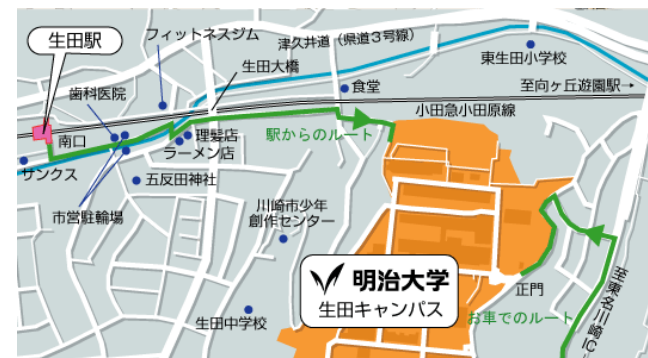 生田駅
フィットネスジム
津久井道（県道３号線）
生田大橋
東生田小学校
歯科医院
食堂
至向ヶ丘遊園駅→
南口
小田急小田原線
理髪店
駅からのルート
ラーメン店
サンクス
五反田神社
市営駐輪場
川崎市少年
創作センター
明治大学
生田キャンパス
正門
生田中学校
お車でのルート
至東名川崎IC